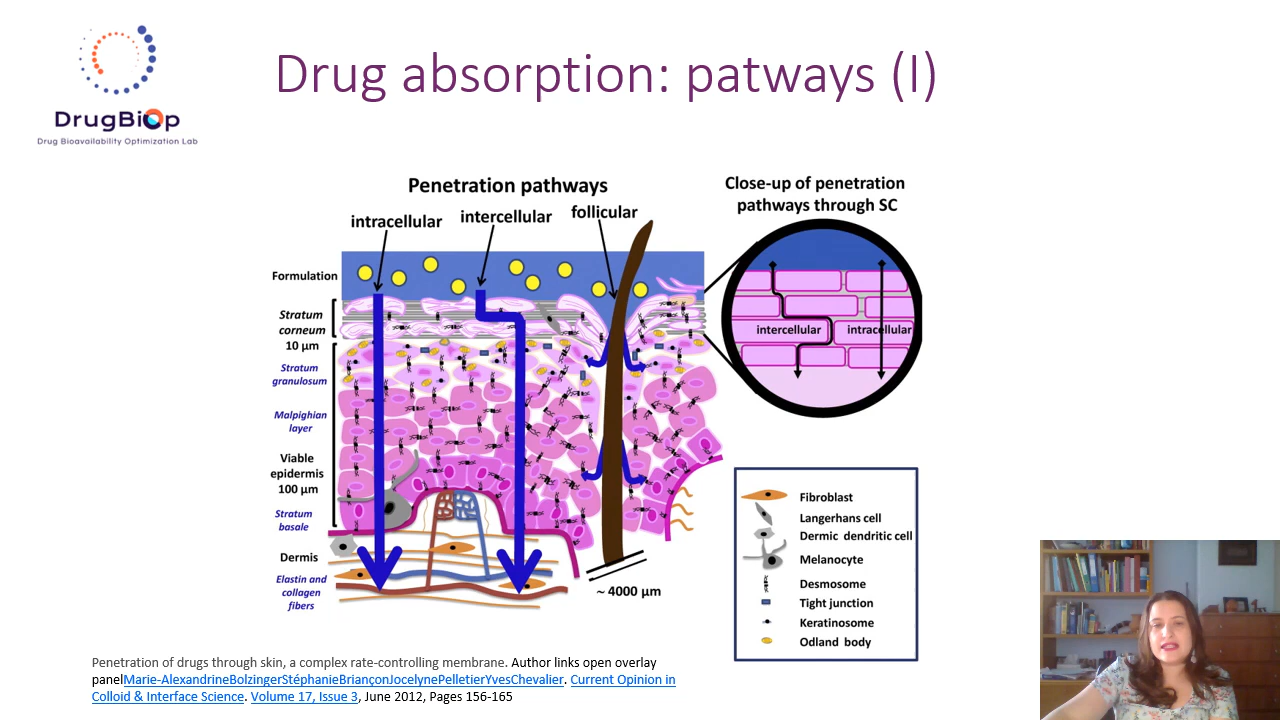 DrugBiOp
Drug Bioavailability Optimization Lab
Drug absorption: patways (I)
Penetration pathways
intracellular
intercellular
follicular
Close-up of penetration
pathways through SC
Formulation
Stratum
corneum
10 µm
Stratum
granulosum
Malpighian
layer
Viable
epidermis
100 µm
Stratum
basale
Dermis
Elastin and
collagen
fibers
~ 4000 µm
intercellular
intracellular
Fibroblast
Langerhans cell
Dermic dendritic cell
Melanocyte
Desmosome
Tight junction
Keratinosome
Odland body
Penetration of drugs through skin, a complex rate-controlling membrane. Author links open overlay
panelMarie-AlexandrineBolzingerStéphanieBriançonJocelynePelletierYvesChevalier. Current Opinion in
Colloid & Interface Science. Volume 17, Issue 3, June 2012, Pages 156-165